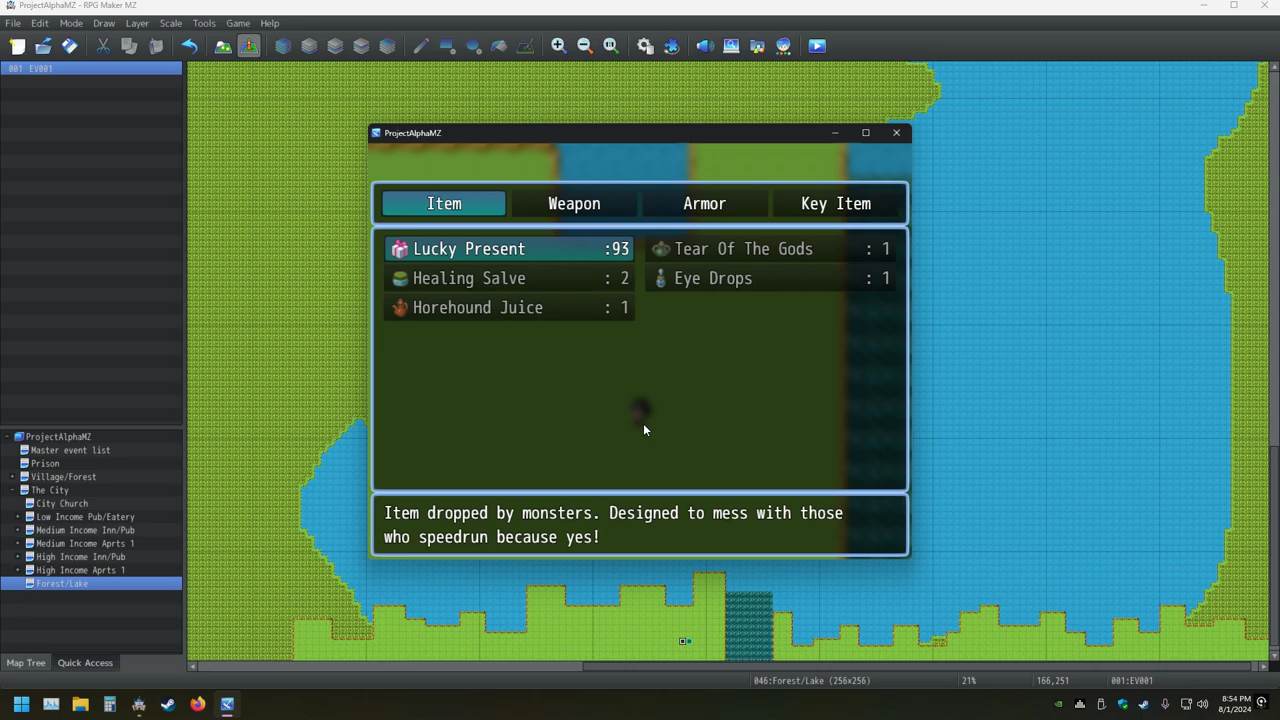 ProjectAlphaMZ - RPG Maker MZ
File Edit Mode Draw Layer Scale Tools Game Help
001 EV001
ProjectAlphaMZ
Item Weapon Armor Key Item
Lucky Present :93 Tear Of The Gods : 1
Healing Salve : 2 Eye Drops : 1
Horehound Juice : 1
Item dropped by monsters. Designed to mess with those
who speedrun because yes!
ProjectAlphaMZ
Master event list
Prison
Village/Forest
The City
City Church
Low Income Pub/Eatery
Medium Income Inn/Pub
Medium Income Aprts 1
High Income Inn/Pub
High Income Aprts 1
Forest/Lake
Map Tree Quick Access
046:Forest/Lake (256×256) 21% 166,251 001:EV001
8:54 PM
8/1/2024